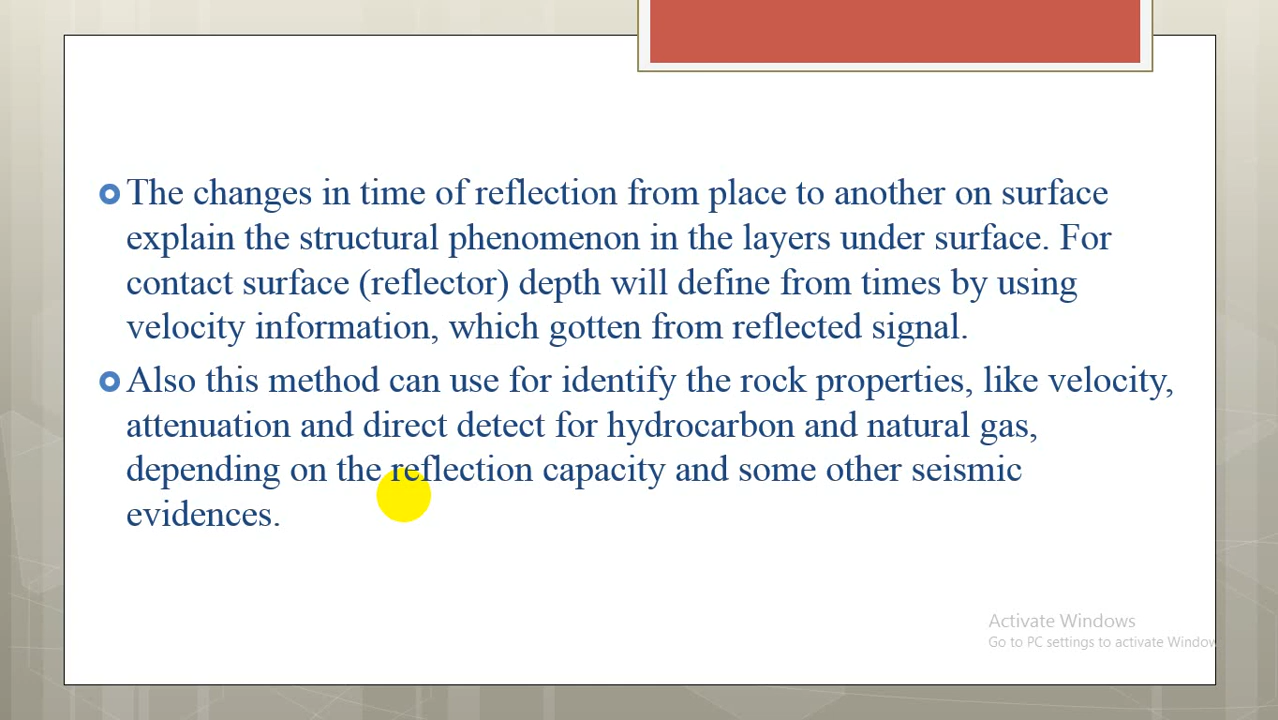 The changes in time of reflection from place to another on surface
explain the structural phenomenon in the layers under surface. For
contact surface (reflector) depth will define from times by using
velocity information, which gotten from reflected signal.
Also this method can use for identify the rock properties, like velocity,
attenuation and direct detect for hydrocarbon and natural gas,
depending on the reflection capacity and some other seismic
evidences.
Activate Windows
Go to PC settings to activate Window